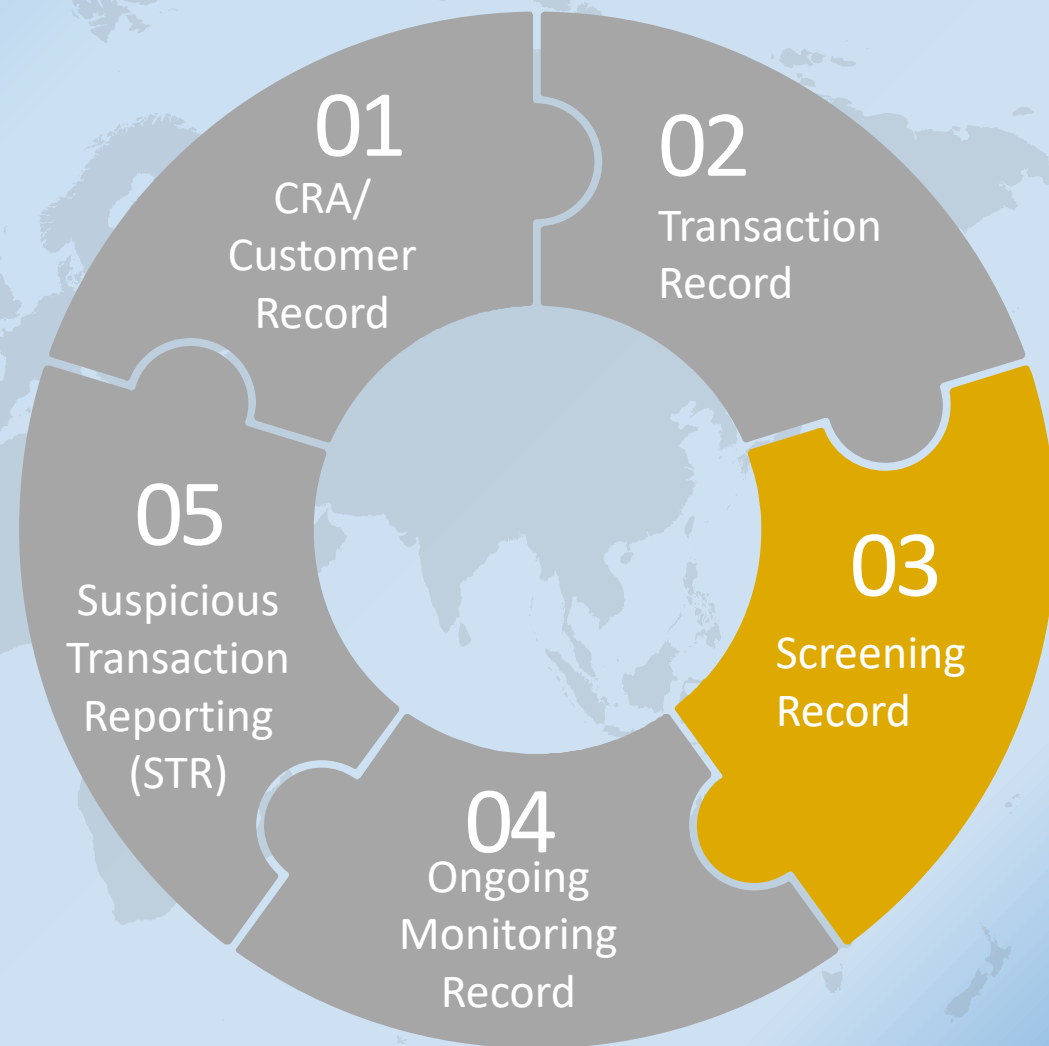 01
CRA/
Customer
Record
02
Transaction
Record
03
Screening
Record
04
Ongoing
Monitoring
Record
05
Suspicious
Transaction
Reporting
(STR)